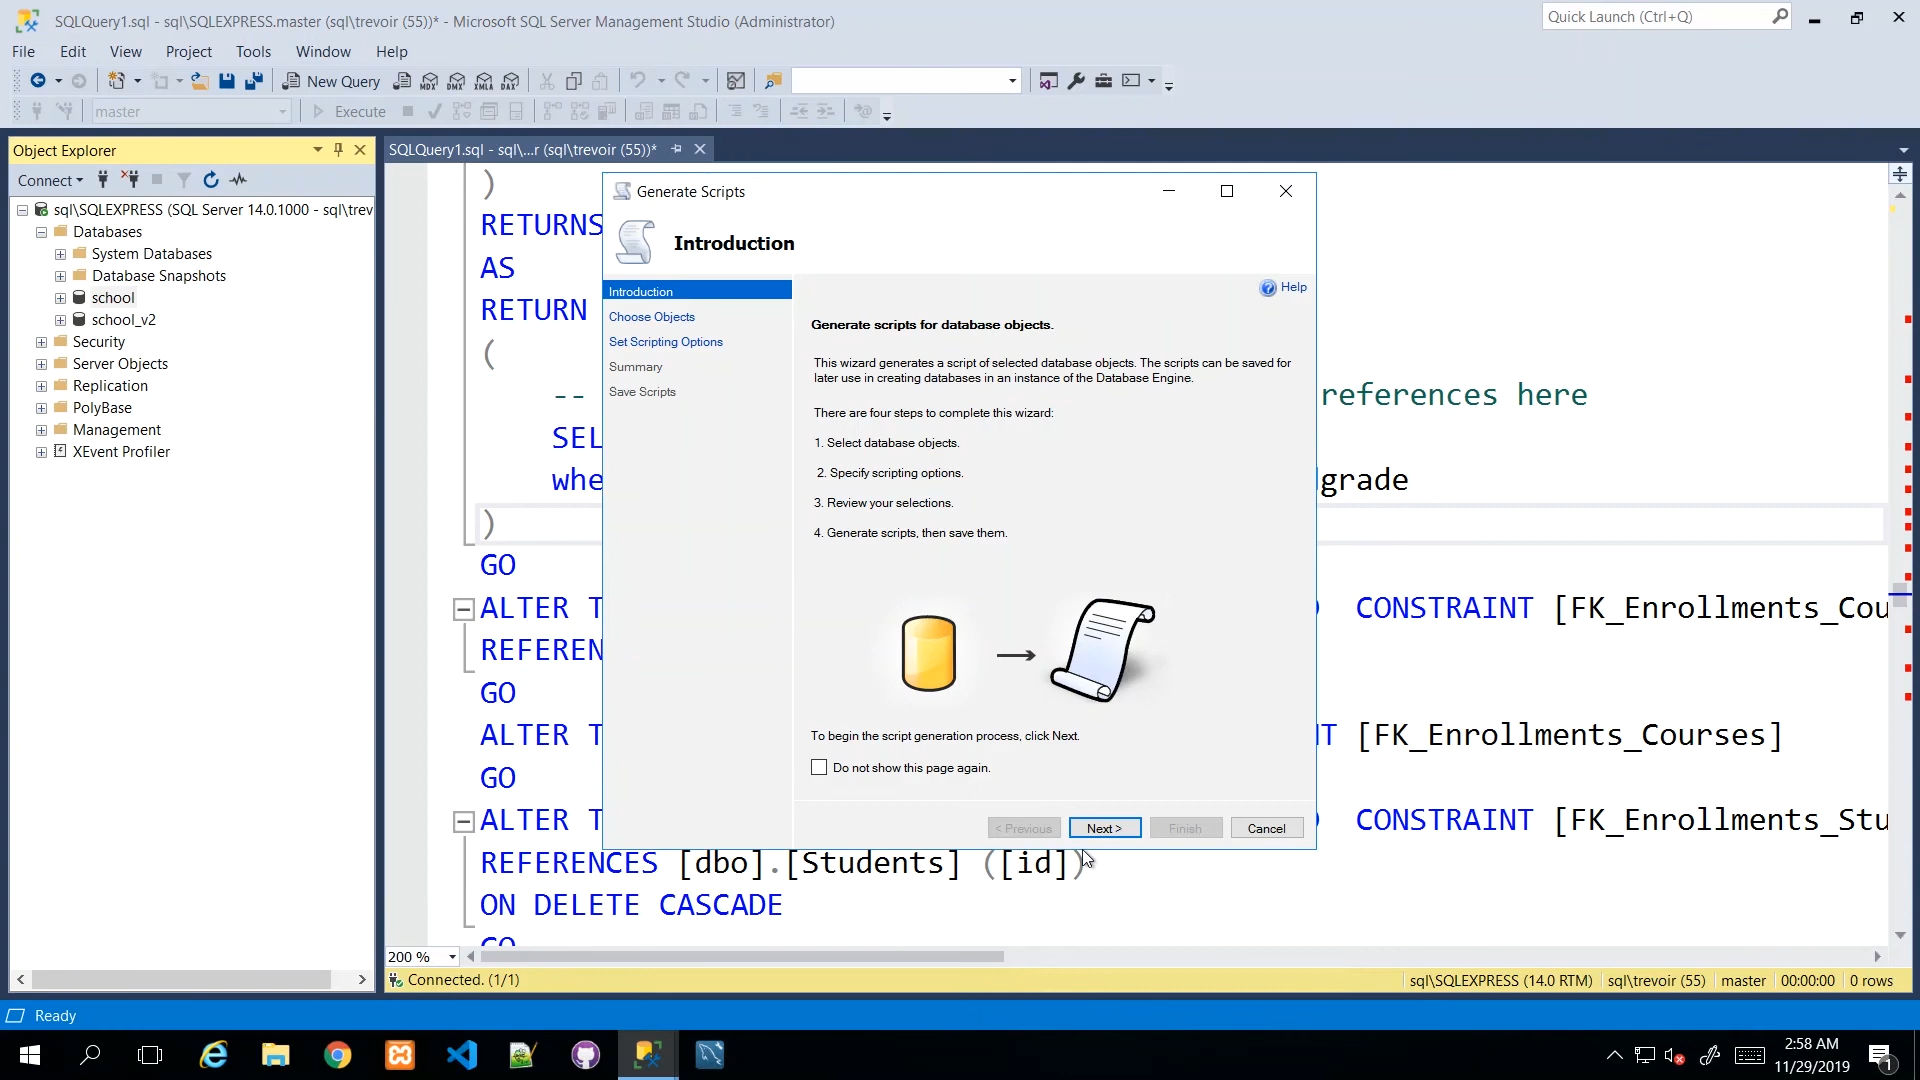 SQLQuery1.sql - sql\SQLEXPRESS.master (sql\trevoir (55))* - Microsoft SQL Server Management Studio (Administrator)
Quick Launch (Ctrl+Q)
File Edit View Project Tools Window Help
New Query
MDX DMX XMLA DAX
master
Execute
Object Explorer
SQLQuery1.sql - sql\...r (sql\trevoir (55))*
Connect
sql\SQLEXPRESS (SQL Server 14.0.1000 - sql\trev
Databases
System Databases
Database Snapshots
school
school_v2
Security
Server Objects
Replication
PolyBase
Management
XEvent Profiler
)
RETURNS
AS
RETURN
(
-- references here
SEL
whe grade
)
GO
ALTER T CONSTRAINT [FK_Enrollments_Cou
REFEREN
GO
ALTER T T [FK_Enrollments_Courses]
GO
ALTER T CONSTRAINT [FK_Enrollments_Stu
REFERENCES [dbo].[Students] ([id])
ON DELETE CASCADE
GO
Generate Scripts
Introduction
Introduction
Choose Objects
Set Scripting Options
Summary
Save Scripts
Help
Generate scripts for database objects.
This wizard generates a script of selected database objects. The scripts can be saved for
later use in creating databases in an instance of the Database Engine.
There are four steps to complete this wizard:
1. Select database objects.
2. Specify scripting options.
3. Review your selections.
4. Generate scripts, then save them.
To begin the script generation process, click Next.
Do not show this page again.
< Previous
Next >
Finish
Cancel
200 %
Connected. (1/1)
sql\SQLEXPRESS (14.0 RTM)
sql\trevoir (55)
master
00:00:00
0 rows
Ready
2:58 AM
11/29/2019
1